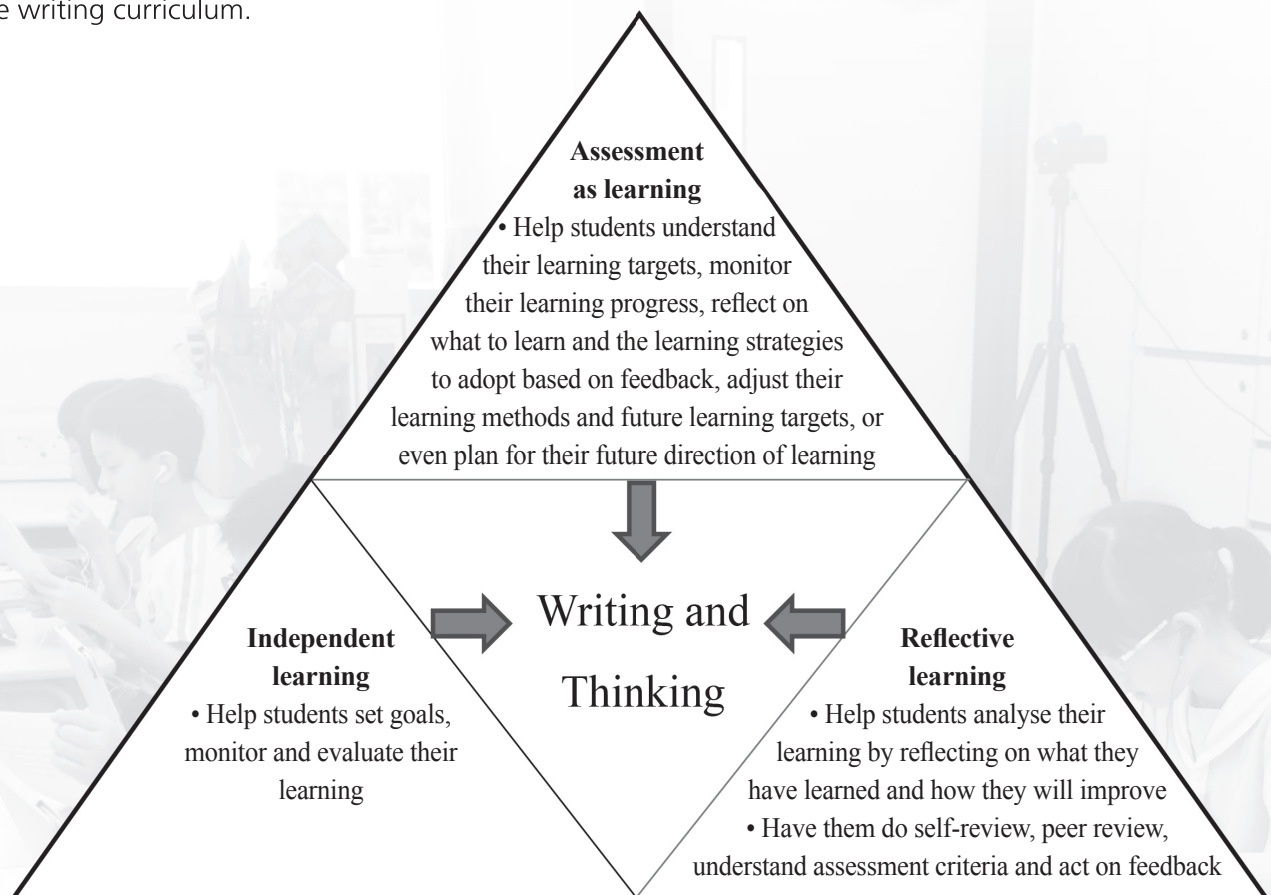 e writing curriculum.
Assessment
as learning
• Help students understand
their learning targets, monitor
their learning progress, reflect on
what to learn and the learning strategies
to adopt based on feedback, adjust their
learning methods and future learning targets, or
even plan for their future direction of learning
Writing and
Thinking
Independent
learning
• Help students set goals,
monitor and evaluate their
learning
Reflective
learning
• Help students analyse their
learning by reflecting on what they
have learned and how they will improve
• Have them do self-review, peer review,
understand assessment criteria and act on feedback